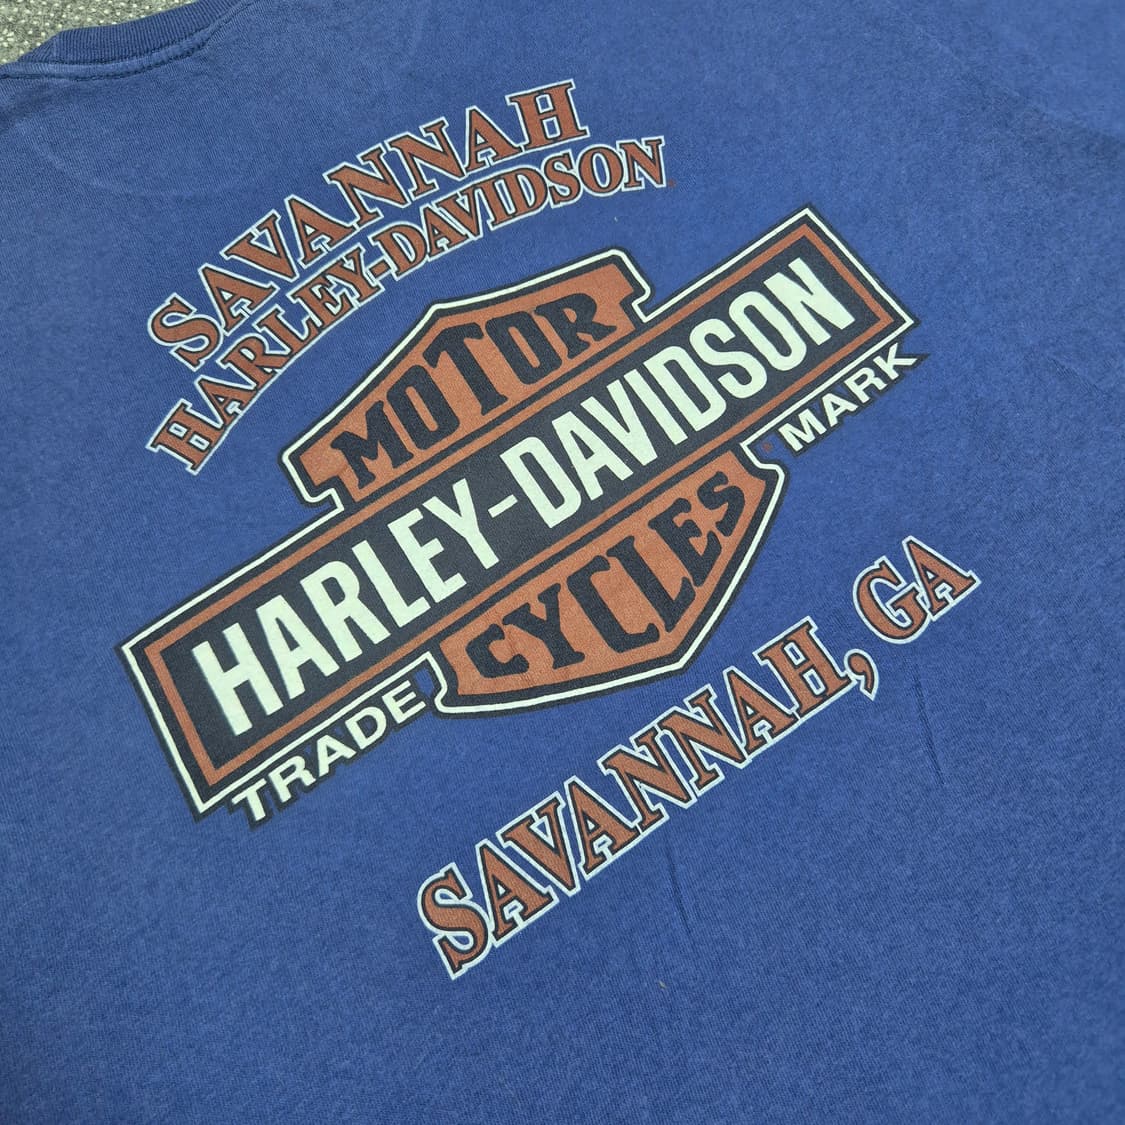 SAVANNAH
HARLEY-DAVIDSON
MOTOR
HARLEY-DAVIDSON
CYCLES
TRADE MARK
SAVANNAH, GA